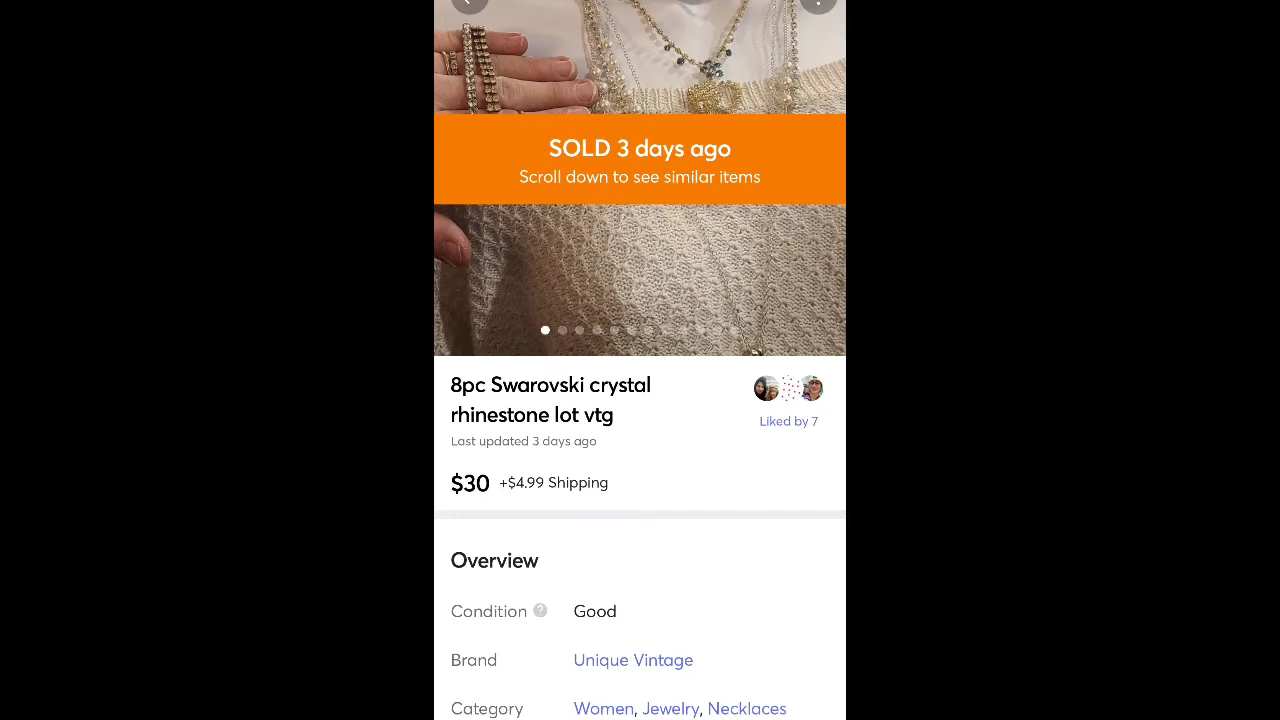 SOLD 3 days ago
Scroll down to see similar items
8pc Swarovski crystal
rhinestone lot vtg
Liked by 7
Last updated 3 days ago
$30 +$4.99 Shipping
Overview
Condition ? Good
Brand Unique Vintage
Category Women, Jewelry, Necklaces